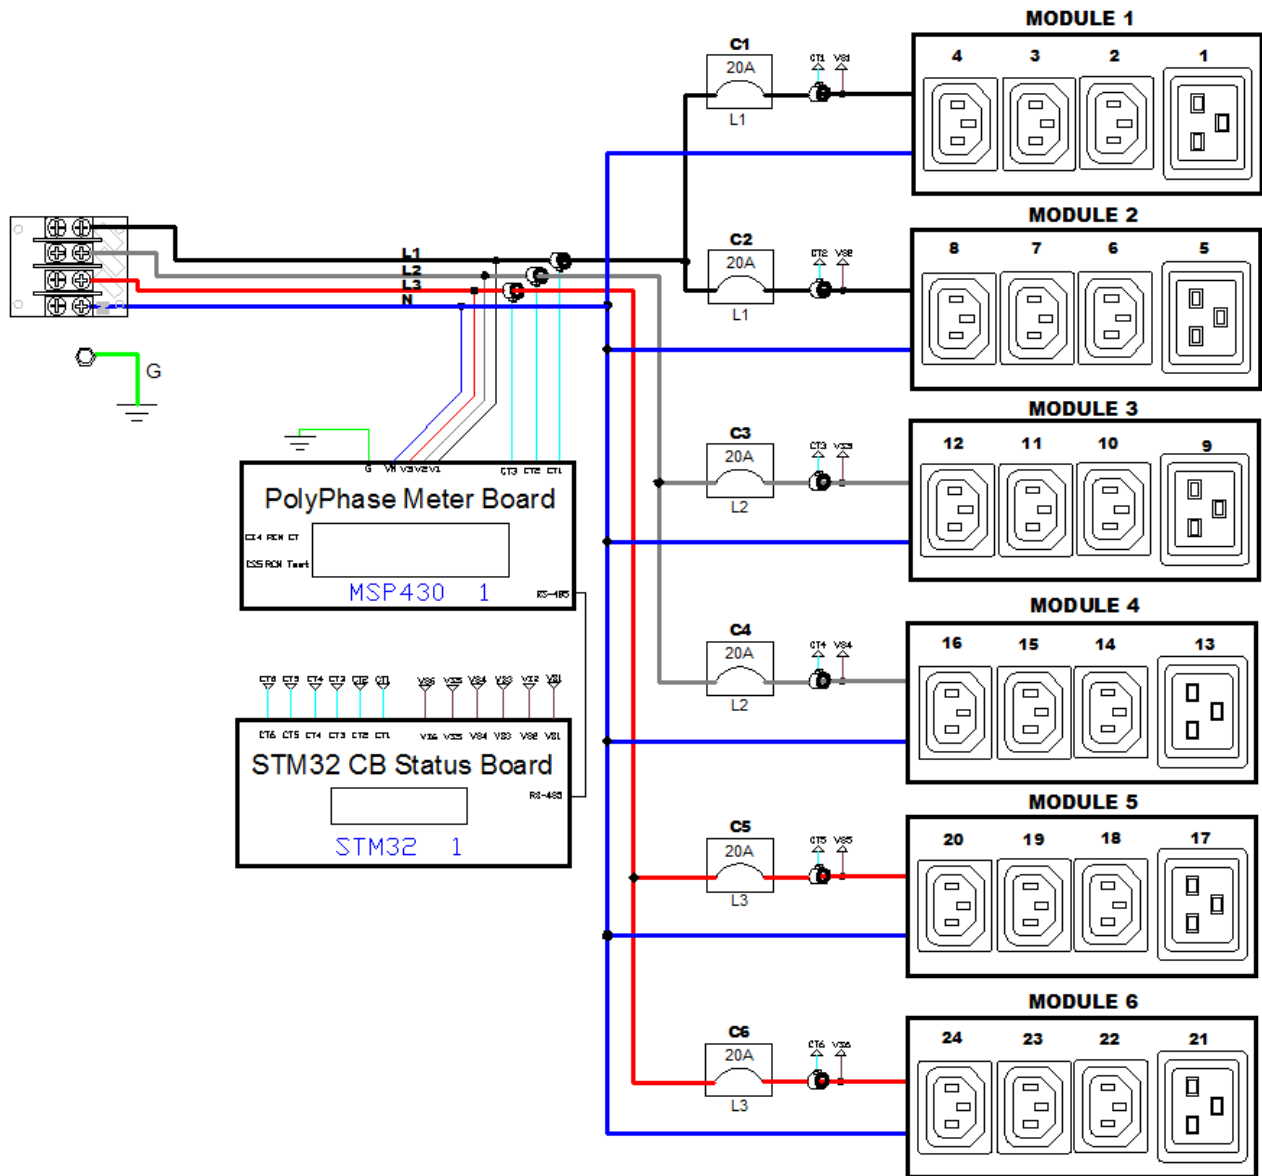 MODULE 1
C1
20A
L1
CT1 VS1
4 3 2 1
MODULE 2
C2
20A
L1
CT2 VS2
8 7 6 5
L1
L2
L3
N
G
MODULE 3
C3
20A
L2
CT3 VS3
12 11 10 9
G VN V3 V2 V1 CT3 CT2 CT1
PolyPhase Meter Board
MSP430 1
RS-485
MODULE 4
C4
20A
L2
CT4 VS4
16 15 14 13
CT6 CT5 CT4 CT3 CT2 CT1 VS6 VS5 VS4 VS3 VS2 VS1
CT6 CT5 CT4 CT3 CT2 CT1 VS6 VS5 VS4 VS3 VS2 VS1
STM32 CB Status Board
RS-485
STM32 1
MODULE 5
C5
20A
L3
CT5 VS5
20 19 18 17
MODULE 6
C6
20A
L3
CT6 VS6
24 23 22 21